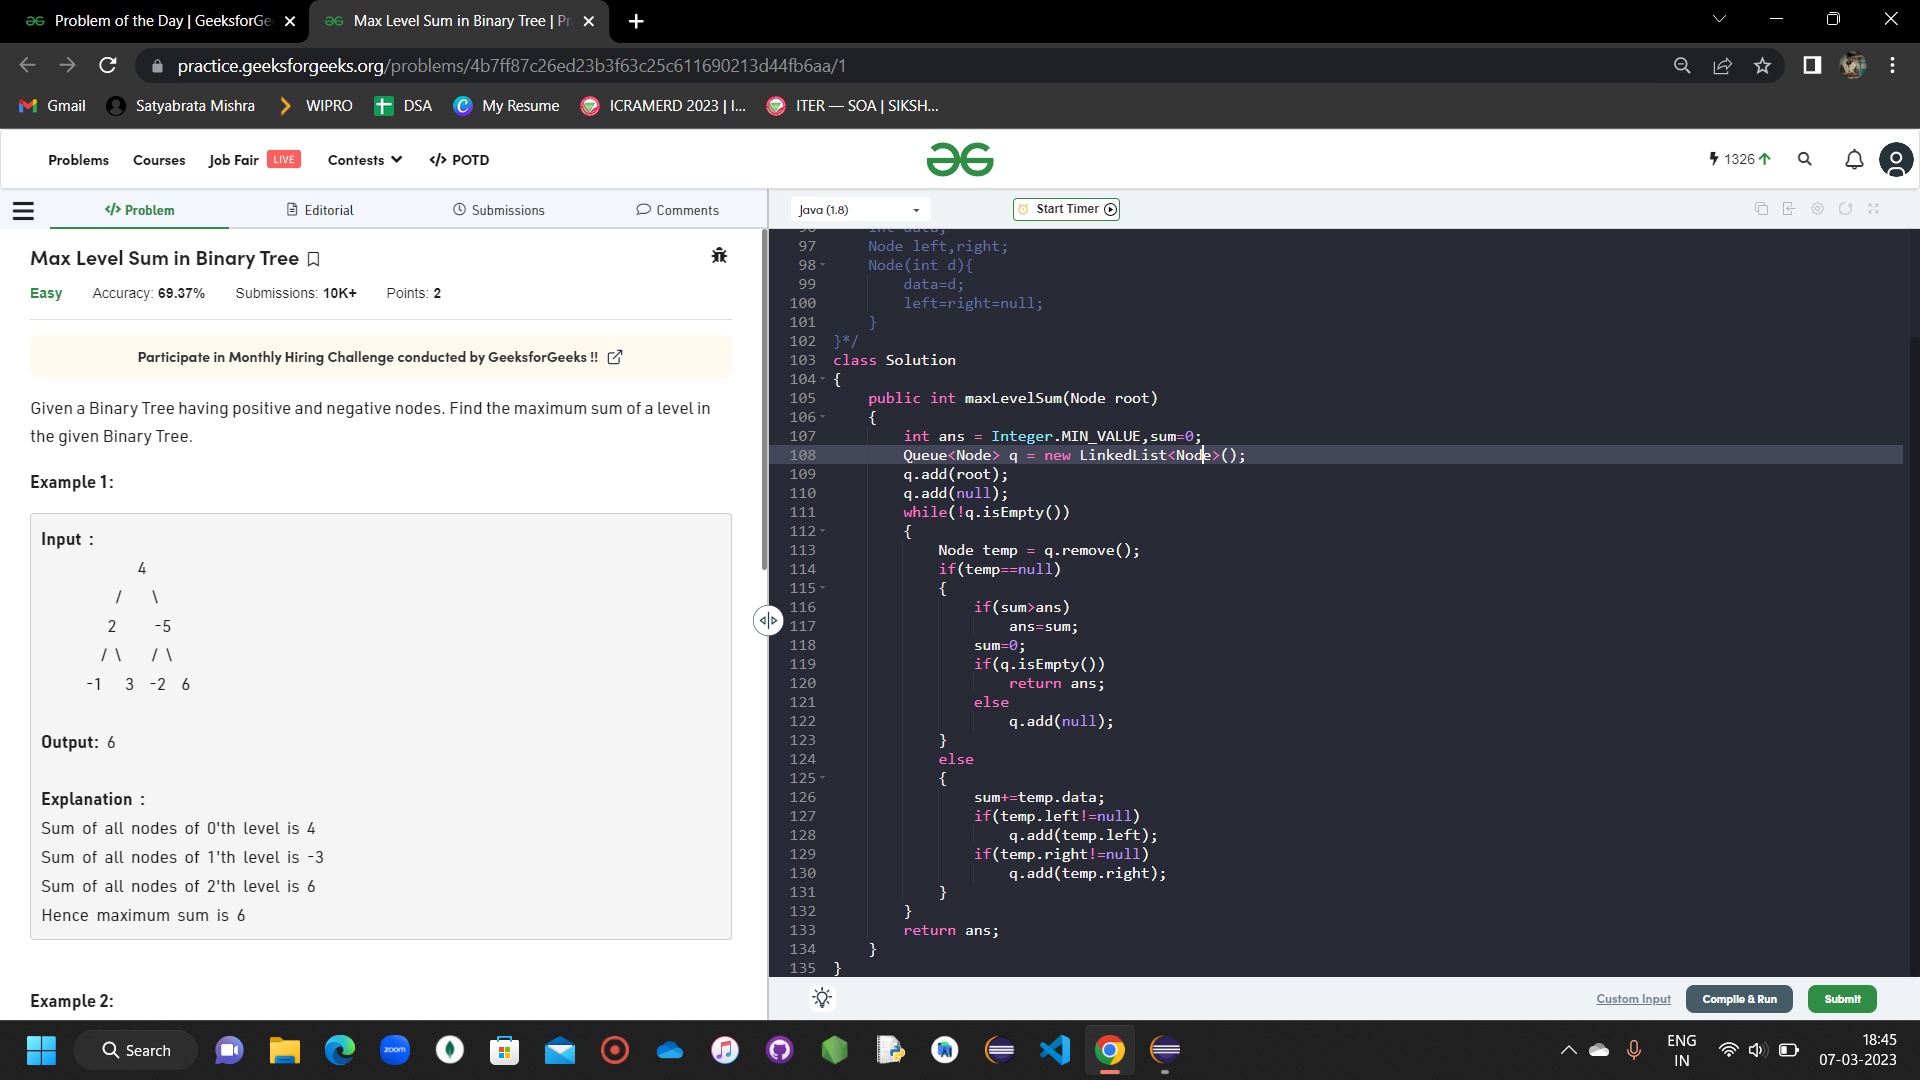 Problem of the Day | GeeksforGe
Max Level Sum in Binary Tree | Pr
practice.geeksforgeeks.org/problems/4b7ff87c26ed23b3f63c25c611690213d44fb6aa/1
Gmail
Satyabrata Mishra
WIPRO
DSA
My Resume
ICRAMERD 2023 | I...
ITER — SOA | SIKSH...
Problems
Courses
Job Fair LIVE
Contests
</> POTD
1326
</> Problem
Editorial
Submissions
Comments
Java (1.8)
Start Timer
Max Level Sum in Binary Tree
Easy Accuracy: 69.37% Submissions: 10K+ Points: 2
Participate in Monthly Hiring Challenge conducted by GeeksforGeeks !!
Given a Binary Tree having positive and negative nodes. Find the maximum sum of a level in
the given Binary Tree.
Example 1:
Input :
4
/ \
2 -5
/ \ / \
-1 3 -2 6
Output: 6
Explanation :
Sum of all nodes of 0'th level is 4
Sum of all nodes of 1'th level is -3
Sum of all nodes of 2'th level is 6
Hence maximum sum is 6
Example 2:
96 int data;
97 Node left,right;
98 Node(int d){
99 data=d;
100 left=right=null;
101 }
102 }*/
103 class Solution
104 {
105 public int maxLevelSum(Node root)
106 {
107 int ans = Integer.MIN_VALUE,sum=0;
108 Queue<Node> q = new LinkedList<Node>();
109 q.add(root);
110 q.add(null);
111 while(!q.isEmpty())
112 {
113 Node temp = q.remove();
114 if(temp==null)
115 {
116 if(sum>ans)
117 ans=sum;
118 sum=0;
119 if(q.isEmpty())
120 return ans;
121 else
122 q.add(null);
123 }
124 else
125 {
126 sum+=temp.data;
127 if(temp.left!=null)
128 q.add(temp.left);
129 if(temp.right!=null)
130 q.add(temp.right);
131 }
132 }
133 return ans;
134 }
135 }
Custom Input
Compile & Run
Submit
Search
zoom
ENG
IN
18:45
07-03-2023